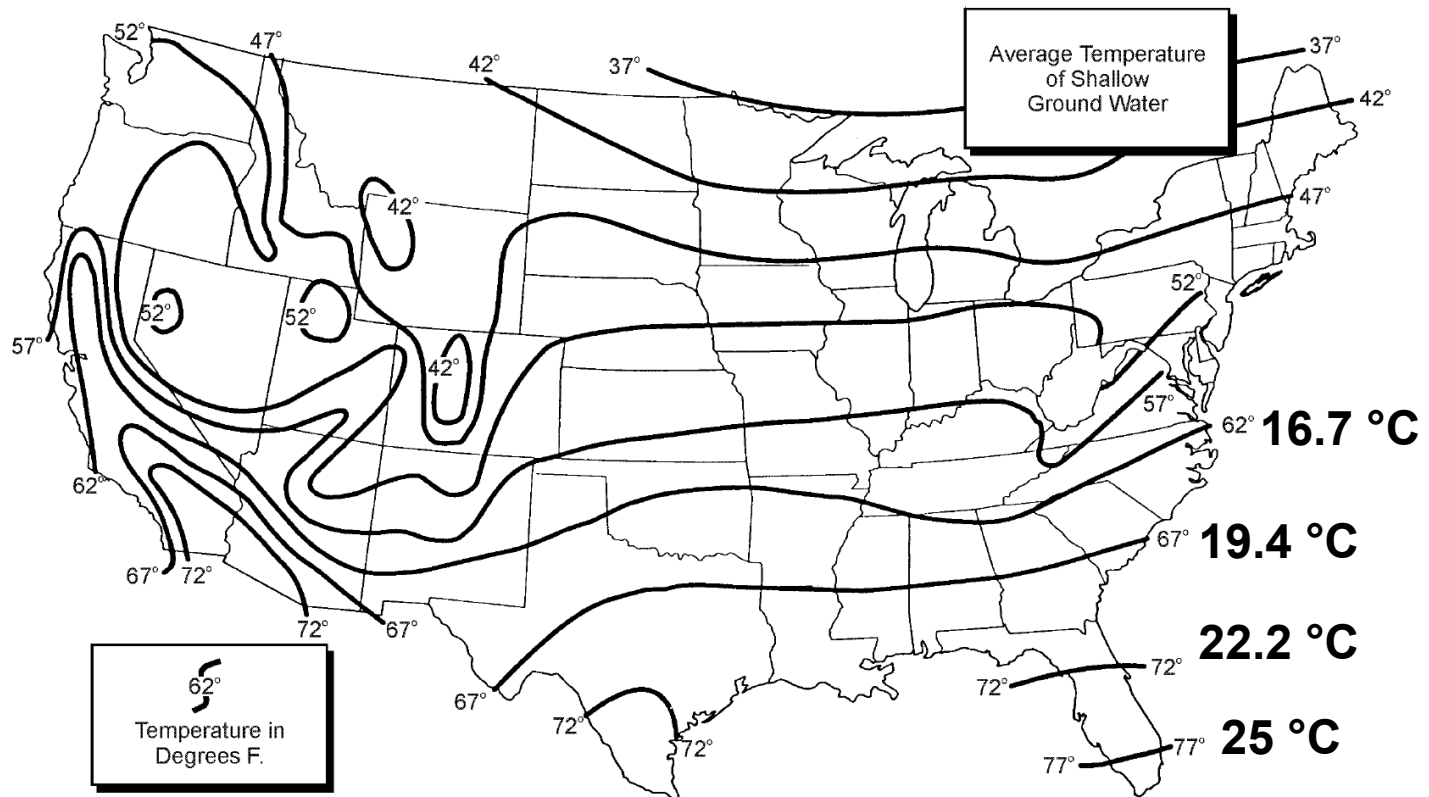 52°
47°
42°
37°
Average Temperature
of Shallow
Ground Water
37°
42°
42°
47°
52°
52°
52°
57°
42°
57°
62° 16.7 °C
62°
67° 19.4 °C
67° 72°
72°
67°
22.2 °C
62°
Temperature in
Degrees F.
67°
72°
72°
72°
72°
77° 25 °C
77°